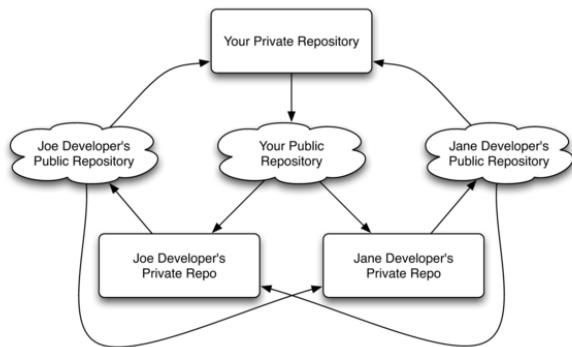 Your Private Repository
Joe Developer's
Public Repository
Your Public
Repository
Jane Developer's
Public Repository
Joe Developer's
Private Repo
Jane Developer's
Private Repo